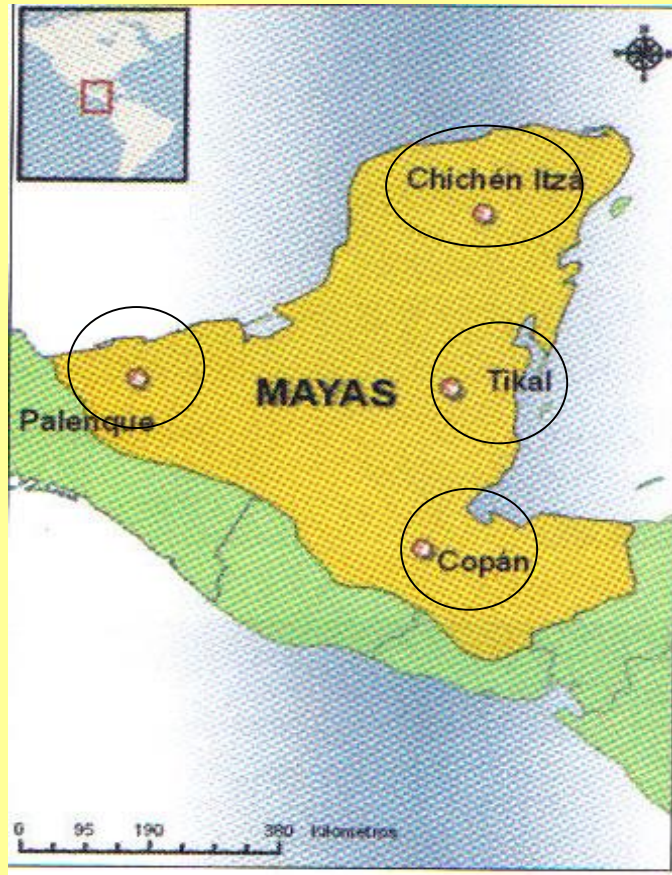 Chichén Itzá
MAYAS
Tikal
Palenque
Copán
0 95 190 380 Kilometros